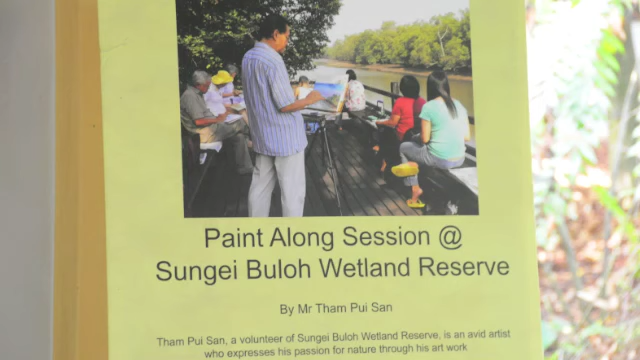 Paint Along Session @
Sungei Buloh Wetland Reserve
By Mr Tham Pui San
Tham Pui San, a volunteer of Sungei Buloh Wetland Reserve, is an avid artist
who expresses his passion for nature through his art work